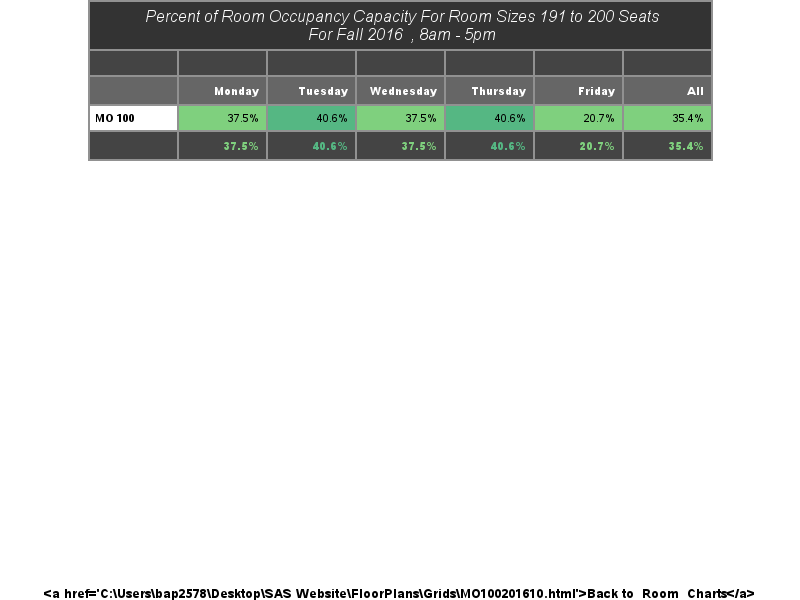 Percent of Room Occupancy Capacity For Room Sizes 191 to 200 Seats
For Fall 2016 , 8am - 5pm
Monday Tuesday Wednesday Thursday Friday All
MO 100 37.5% 40.6% 37.5% 40.6% 20.7% 35.4%
37.5% 40.6% 37.5% 40.6% 20.7% 35.4%
<a href='C:\Users\bap2578\Desktop\SAS Website\FloorPlans\Grids\MO100201610.html'>Back to Room Charts</a>